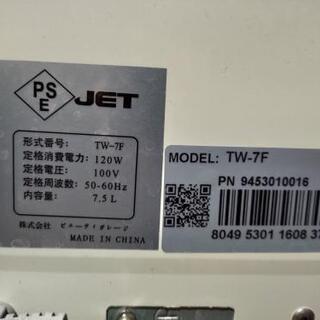 PS
E
JET
形式番号: TW-7F
定格消費電力: 120W
定格電圧: 100V
定格周波数: 50-60Hz
内容量: 7.5L
株式会社 ビューティガレージ
MADE IN CHINA
MODEL: TW-7F
PN 9453010016
8049 5301 1608 37